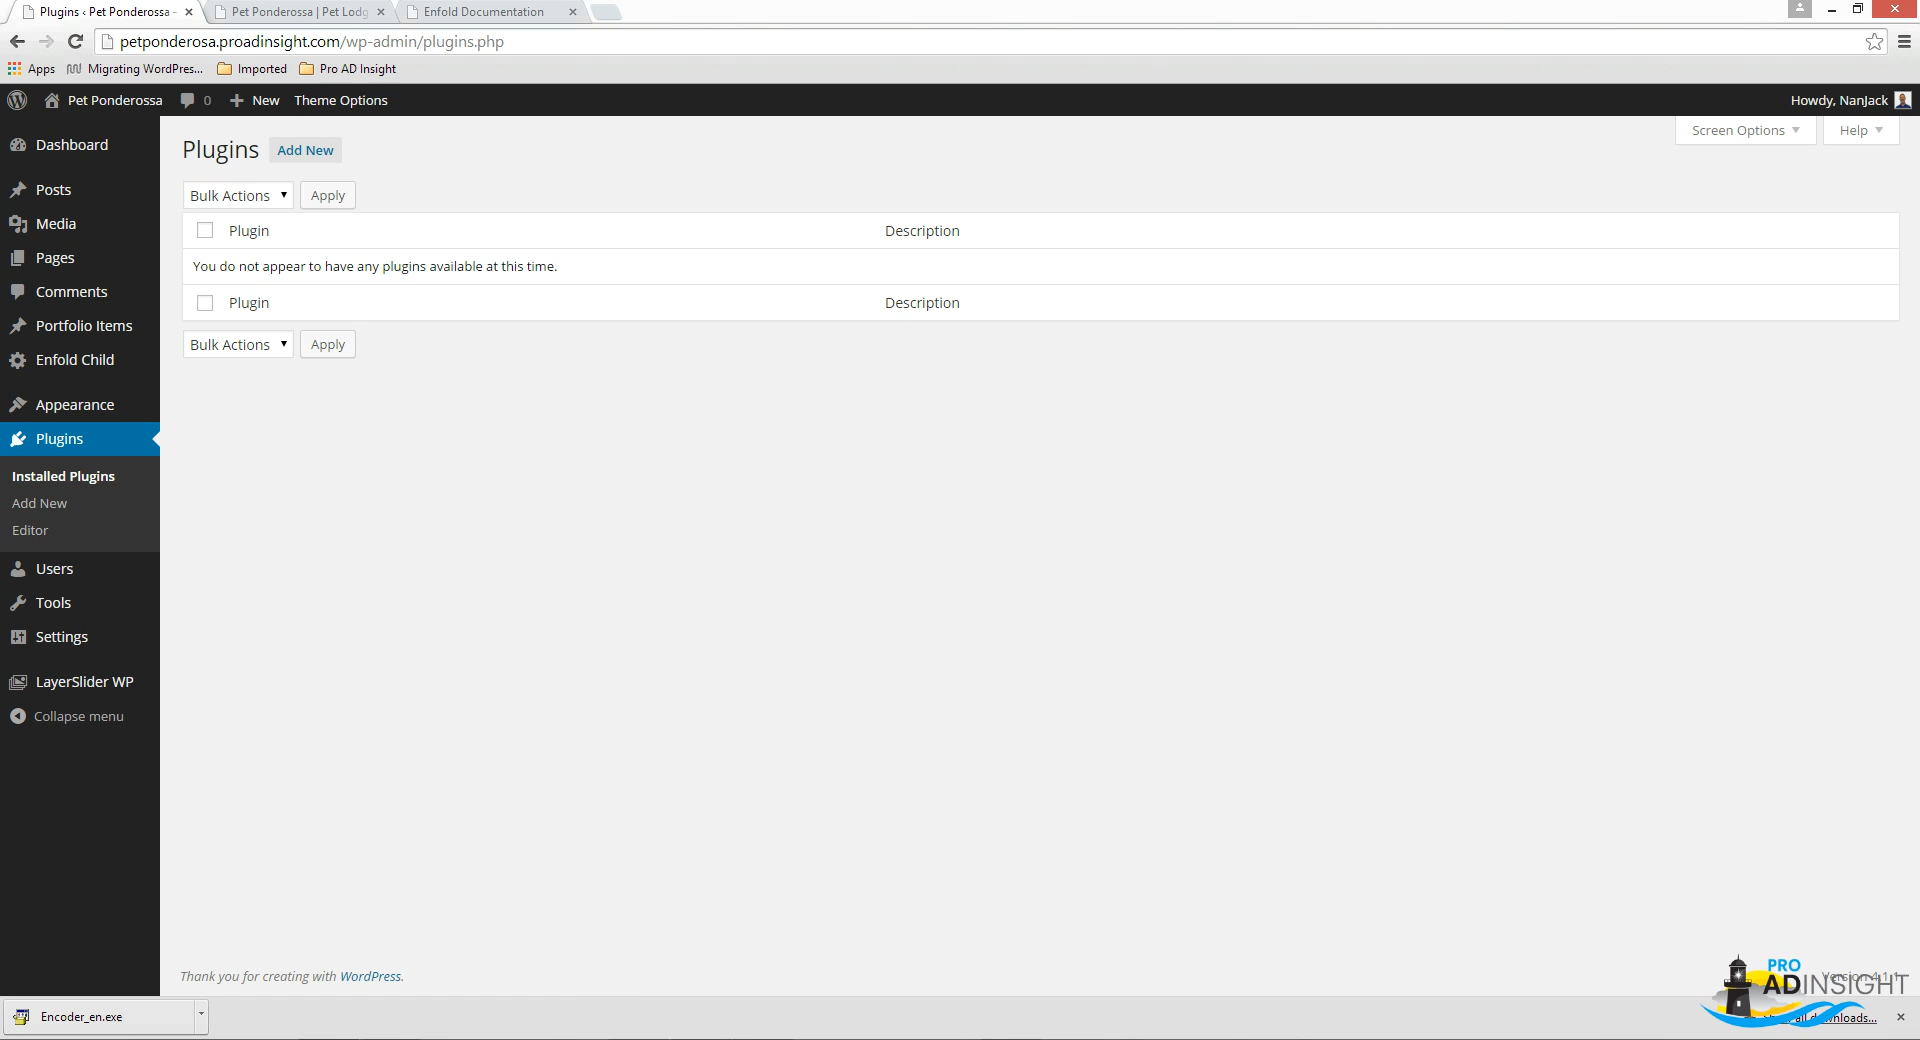 Plugins ‹ Pet Ponderossa -
Pet Ponderossa | Pet Lodg
Enfold Documentation
petponderosa.proadinsight.com/wp-admin/plugins.php
Apps
Migrating WordPres...
Imported
Pro AD Insight
Pet Ponderossa
0
New
Theme Options
Howdy, NanJack
Dashboard
Posts
Media
Pages
Comments
Portfolio Items
Enfold Child
Appearance
Plugins
Installed Plugins
Add New
Editor
Users
Tools
Settings
LayerSlider WP
Collapse menu
Screen Options
Help
Plugins
Add New
Bulk Actions
Apply
Plugin
Description
You do not appear to have any plugins available at this time.
Plugin
Description
Bulk Actions
Apply
Thank you for creating with WordPress.
Version 4.1.1
PRO
ADINSIGHT
Encoder_en.exe
Show all downloads...